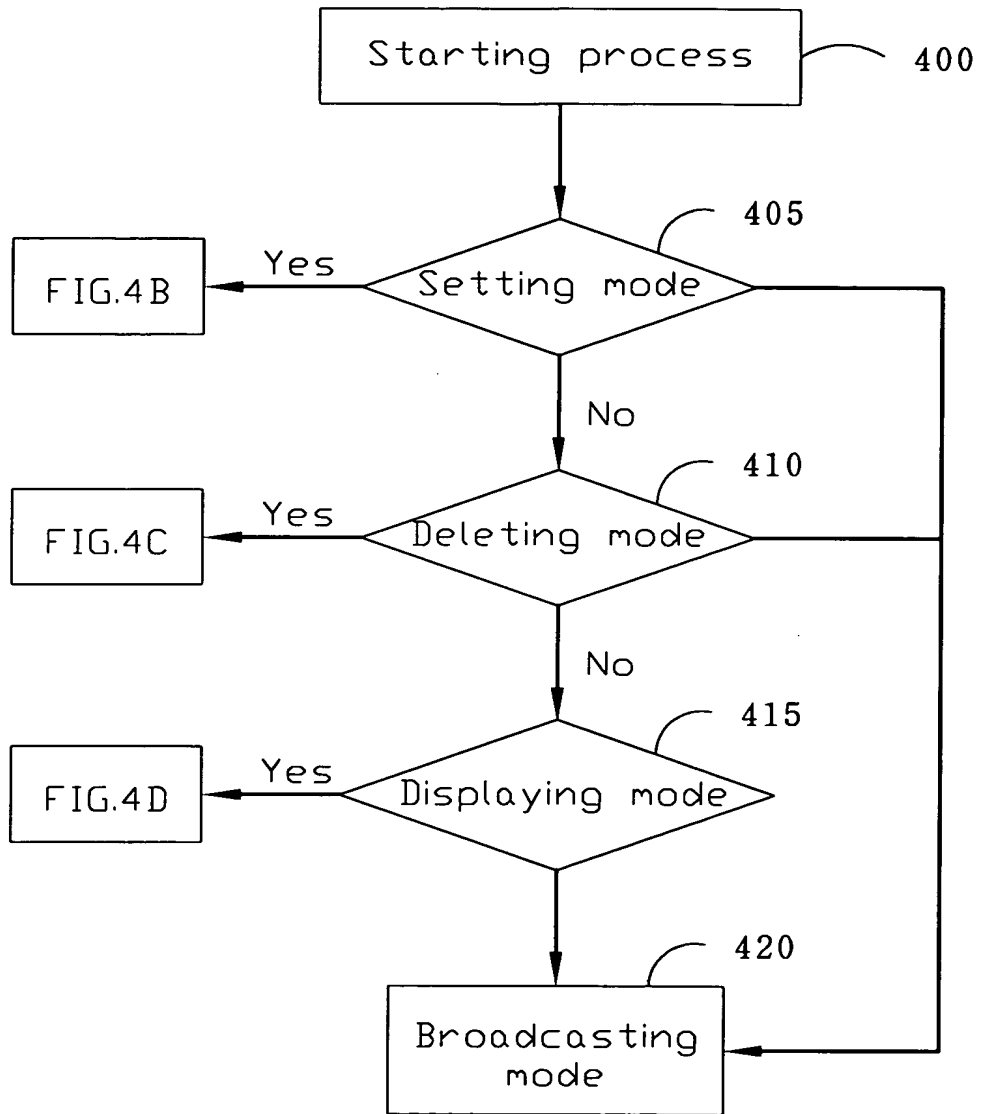 Starting process
400
405
Yes
FIG.4B
Setting mode
No
410
Yes
FIG.4C
Deleting mode
No
415
Yes
FIG.4D
Displaying mode
420
Broadcasting
mode